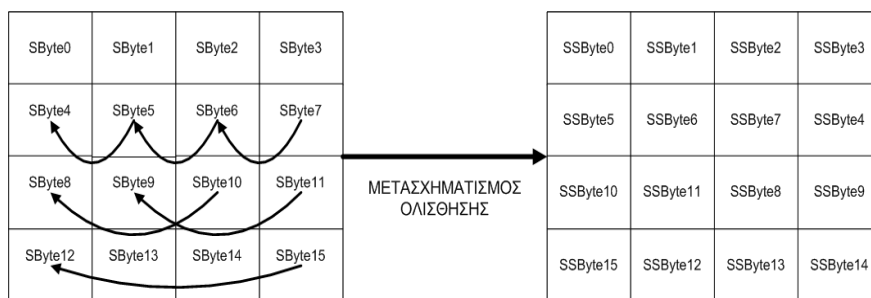 SByte0 SByte1 SByte2 SByte3
SByte4 SByte5 SByte6 SByte7
SByte8 SByte9 SByte10 SByte11
SByte12 SByte13 SByte14 SByte15
ΜΕΤΑΣΧΗΜΑΤΙΣΜΟΣ
ΟΛΙΣΘΗΣΗΣ
SSByte0 SSByte1 SSByte2 SSByte3
SSByte5 SSByte6 SSByte7 SSByte4
SSByte10 SSByte11 SSByte8 SSByte9
SSByte15 SSByte12 SSByte13 SSByte14